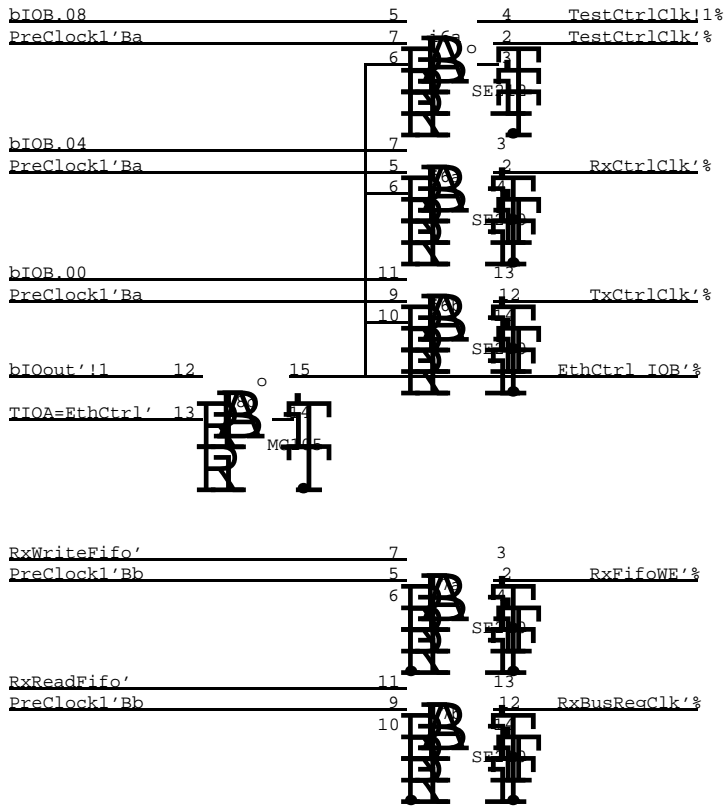 bIOB.08 5 4 TestCtrlClk!1%
PreClock1'Ba 7 2 TestCtrlClk'%
6 3
bIOB.04 7 3
PreClock1'Ba 5 2 RxCtrlClk'%
6
bIOB.00 11 13
PreClock1'Ba 9 12 TxCtrlClk'%
10 14
bIOout'!1 12 15 EthCtrl IOB'%
TIOA=EthCtrl' 13 14
RxWriteFifo' 7 3
PreClock1'Bb 5 2 RxFifoWE'%
6
RxReadFifo' 11 13
PreClock1'Bb 9 12 RxBusRegClk'%
10 14